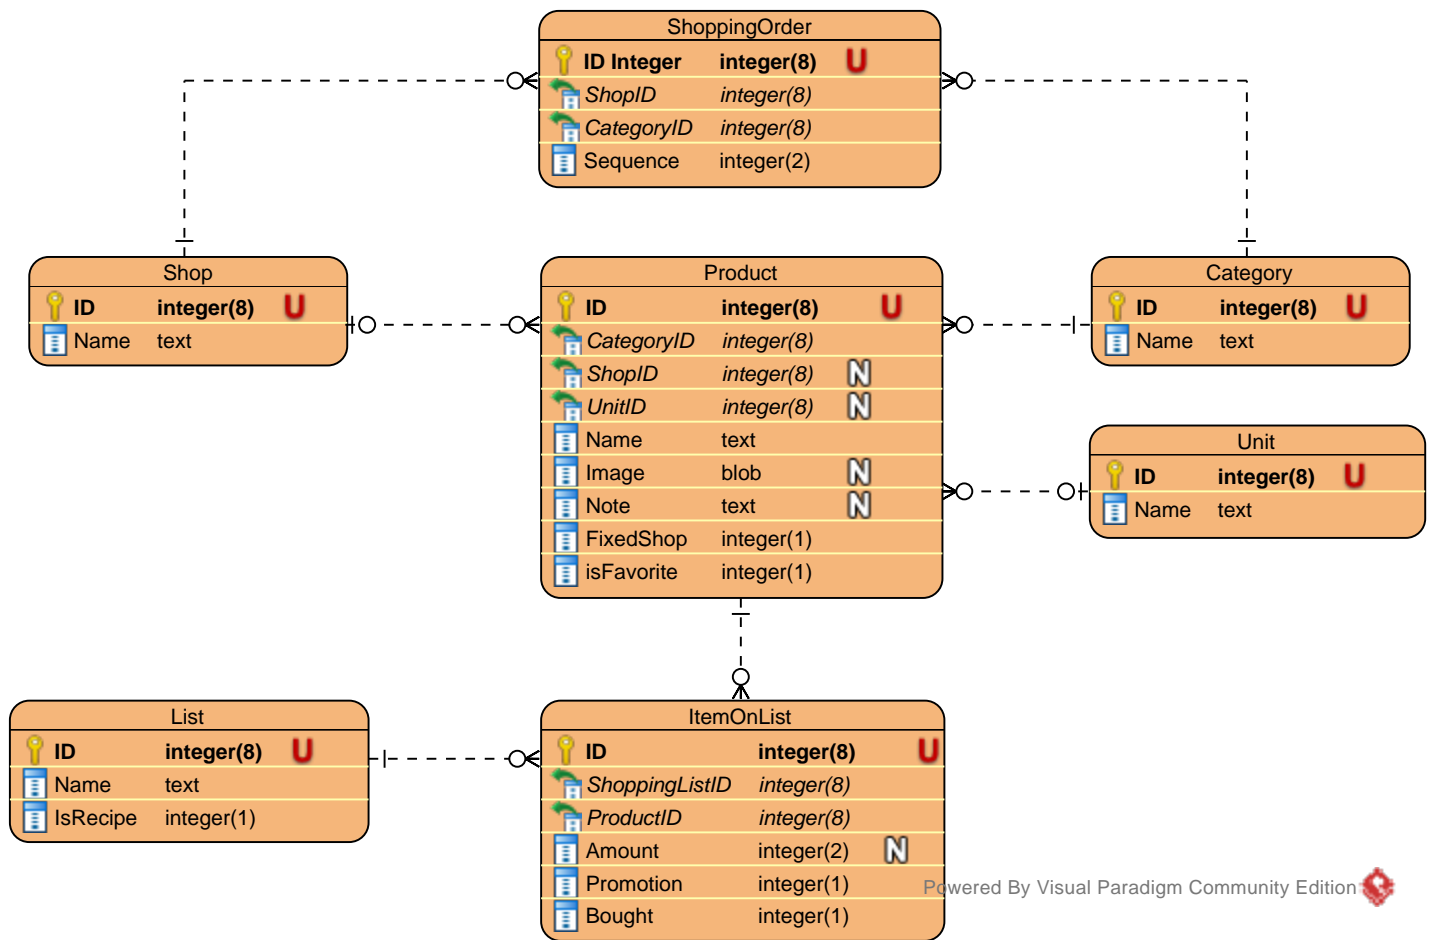 ShoppingOrder
ID Integer integer(8) U
ShopID integer(8)
CategoryID integer(8)
Sequence integer(2)
Shop
ID integer(8) U
Name text
Product
ID integer(8) U
CategoryID integer(8)
ShopID integer(8) N
UnitID integer(8) N
Name text
Image blob N
Note text N
FixedShop integer(1)
isFavorite integer(1)
Category
ID integer(8) U
Name text
Unit
ID integer(8) U
Name text
List
ID integer(8) U
Name text
IsRecipe integer(1)
ItemOnList
ID integer(8) U
ShoppingListID integer(8)
ProductID integer(8)
Amount integer(2) N
Promotion integer(1)
Bought integer(1)
Powered By Visual Paradigm Community Edition